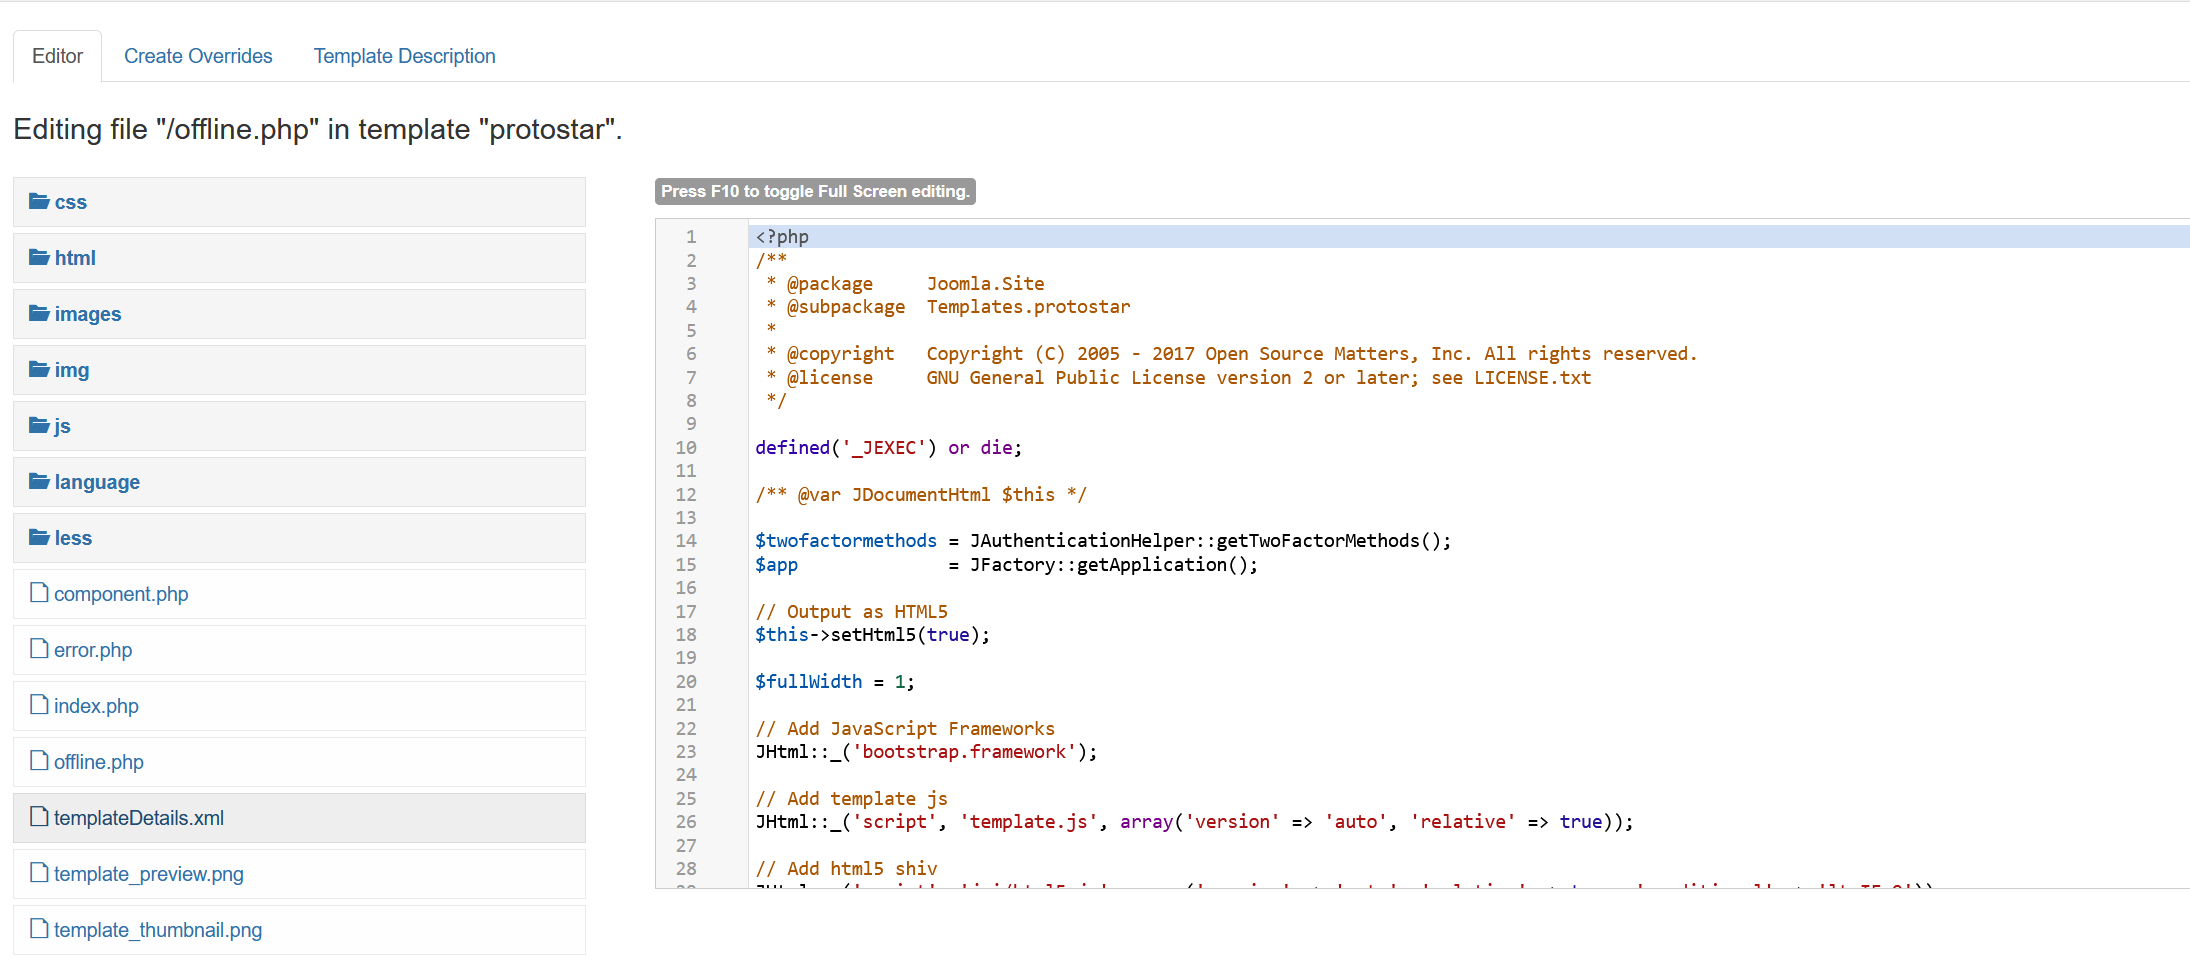 Editor Create Overrides Template Description
Editing file "/offline.php" in template "protostar".
css
html
images
img
js
language
less
component.php
error.php
index.php
offline.php
templateDetails.xml
template_preview.png
template_thumbnail.png
Press F10 to toggle Full Screen editing.
1 <?php
2 /**
3  * @package     Joomla.Site
4  * @subpackage  Templates.protostar
5  *
6  * @copyright   Copyright (C) 2005 - 2017 Open Source Matters, Inc. All rights reserved.
7  * @license     GNU General Public License version 2 or later; see LICENSE.txt
8  */
9
10 defined('_JEXEC') or die;
11
12 /** @var JDocumentHtml $this */
13
14 $twofactormethods = JAuthenticationHelper::getTwoFactorMethods();
15 $app              = JFactory::getApplication();
16
17 // Output as HTML5
18 $this->setHtml5(true);
19
20 $fullWidth = 1;
21
22 // Add JavaScript Frameworks
23 JHtml::_('bootstrap.framework');
24
25 // Add template js
26 JHtml::_('script', 'template.js', array('version' => 'auto', 'relative' => true));
27
28 // Add html5 shiv